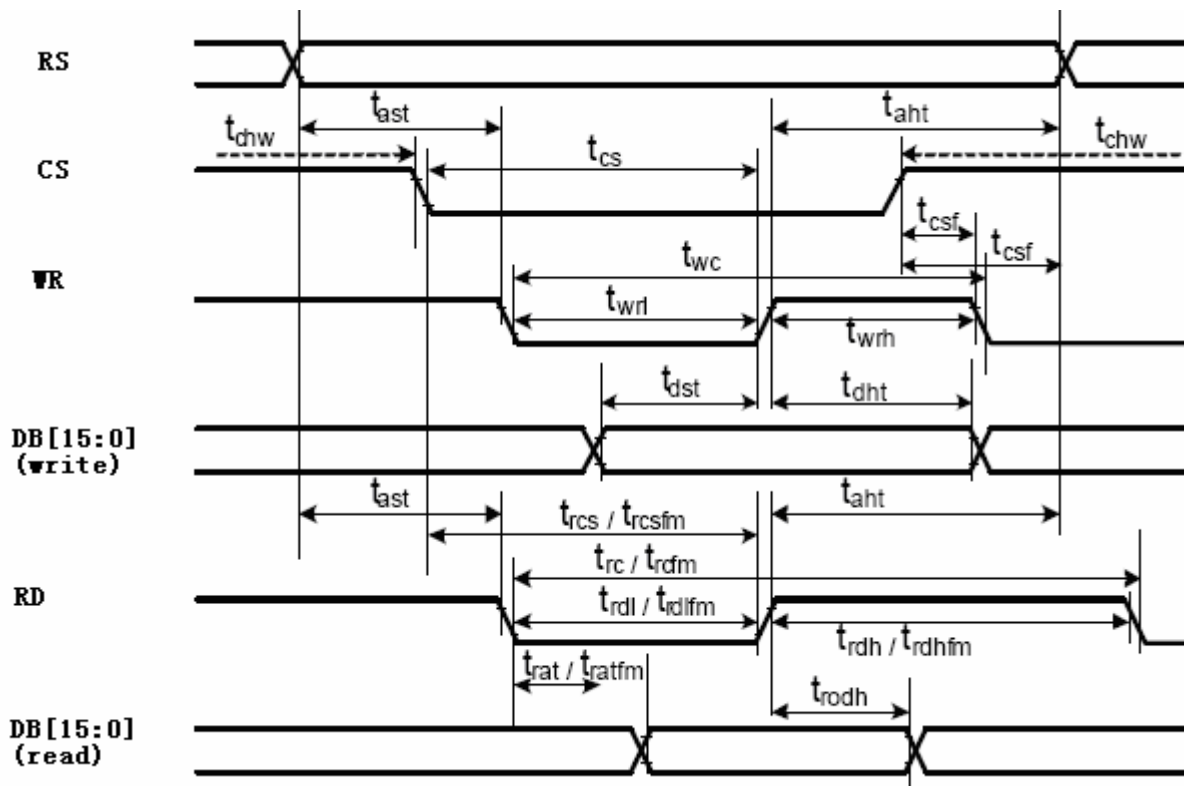 RS
t_ast
t_aht
t_chw
t_chw
CS
t_cs
t_csf
t_csf
WR
t_wc
t_wrl
t_wrh
t_dst
t_dht
DB[15:0]
(write)
t_ast
t_aht
t_rcs / t_rcsfm
t_rc / t_rdfm
RD
t_rdl / t_rdlfm
t_rdh / t_rdhfm
t_rat / t_ratfm
t_rodh
DB[15:0]
(read)